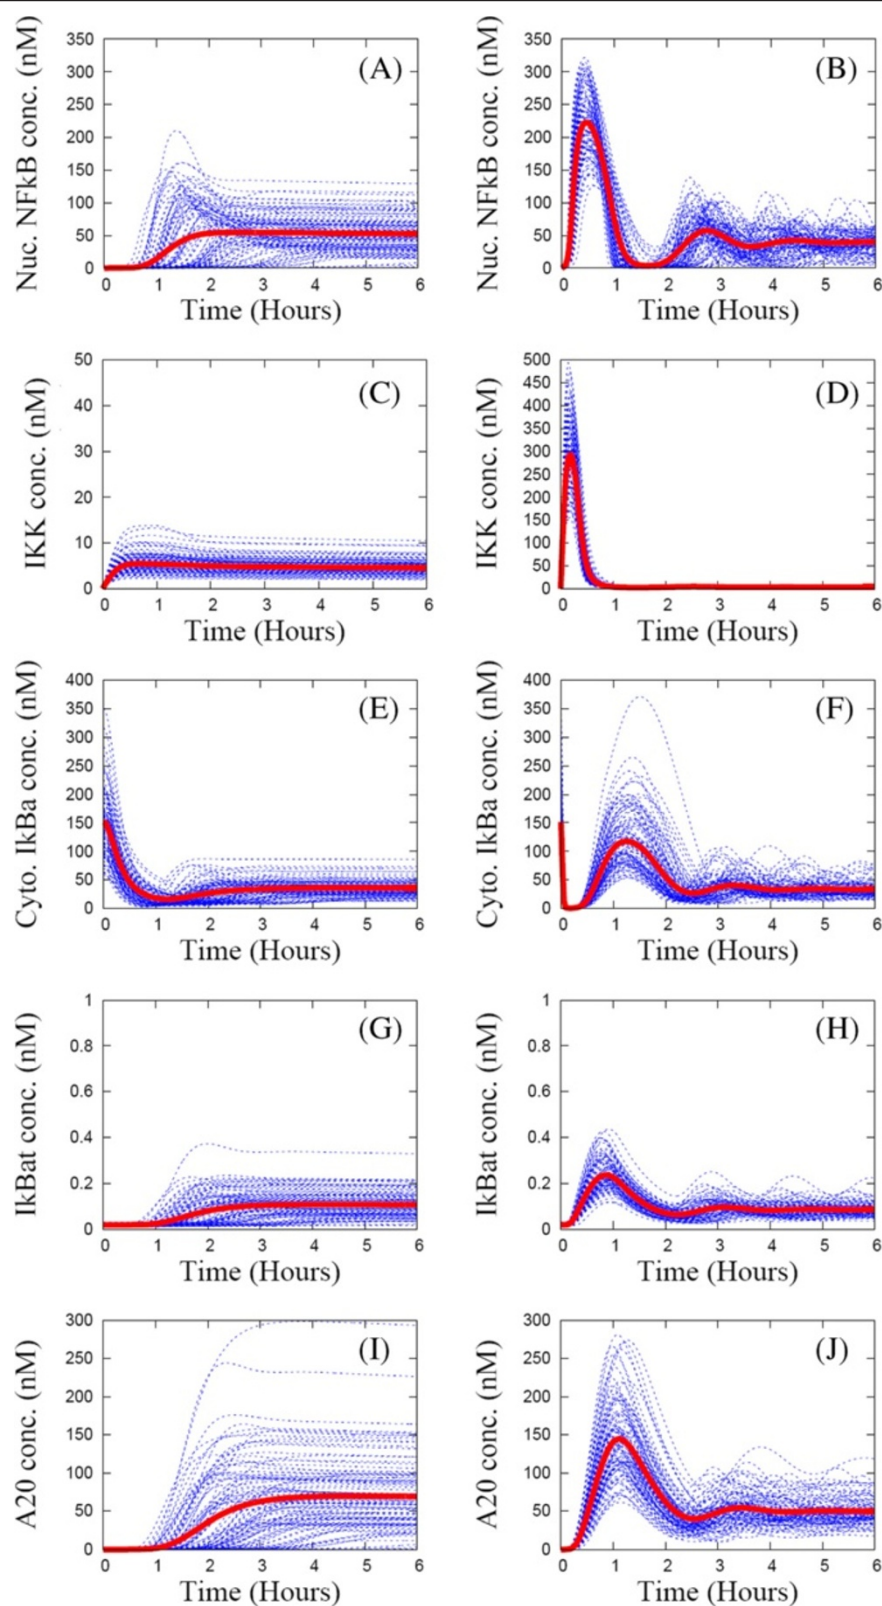 Nuc. NFkB conc. (nM)
350
300
250
200
150
100
50
0
(A)
0 1 2 3 4 5 6
Time (Hours)
Nuc. NFkB conc. (nM)
350
300
250
200
150
100
50
0
(B)
0 1 2 3 4 5 6
Time (Hours)
IKK conc. (nM)
50
40
30
20
10
0
(C)
0 1 2 3 4 5 6
Time (Hours)
IKK conc. (nM)
500
450
400
350
300
250
200
150
100
50
0
(D)
0 1 2 3 4 5 6
Time (Hours)
Cyto. IkBa conc. (nM)
400
350
300
250
200
150
100
50
0
(E)
0 1 2 3 4 5 6
Time (Hours)
Cyto. IkBa conc. (nM)
400
350
300
250
200
150
100
50
0
(F)
0 1 2 3 4 5 6
Time (Hours)
IkBat conc. (nM)
1
0.8
0.6
0.4
0.2
0
(G)
0 1 2 3 4 5 6
Time (Hours)
IkBat conc. (nM)
1
0.8
0.6
0.4
0.2
0
(H)
0 1 2 3 4 5 6
Time (Hours)
A20 conc. (nM)
300
250
200
150
100
50
0
(I)
0 1 2 3 4 5 6
Time (Hours)
A20 conc. (nM)
300
250
200
150
100
50
0
(J)
0 1 2 3 4 5 6
Time (Hours)